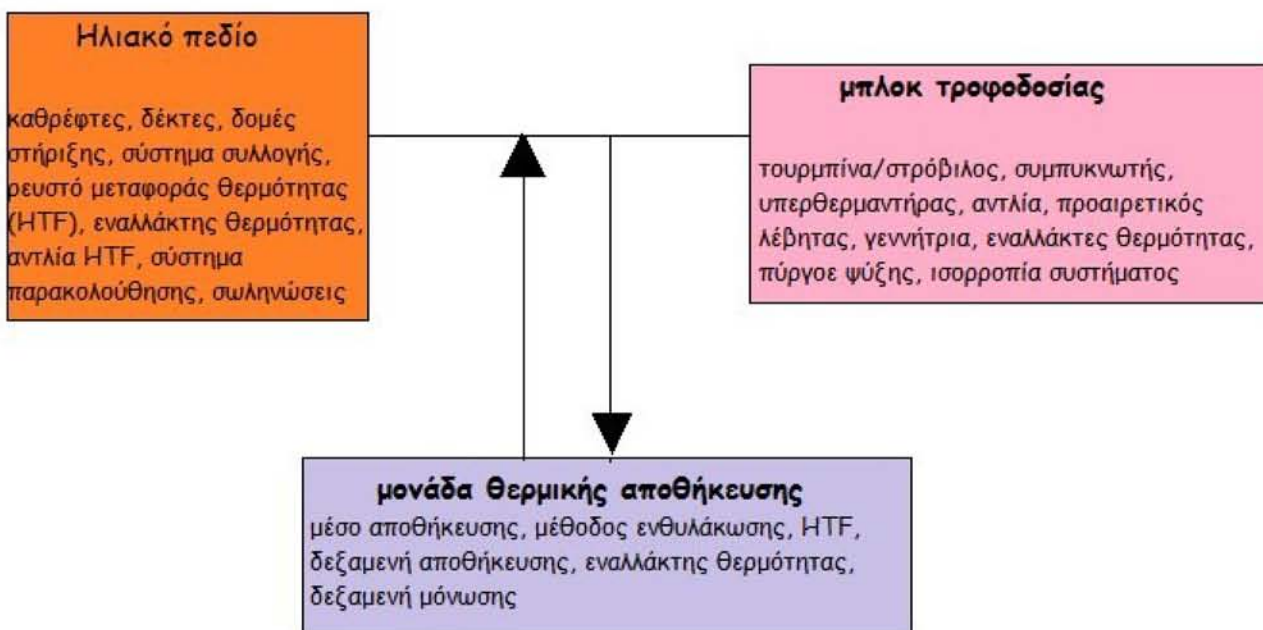 Ηλιακό πεδίο
καθρέφτες, δέκτες, δομές
στήριξης, σύστημα συλλογής,
ρευστό μεταφοράς θερμότητας
(HTF), εναλλάκτης θερμότητας,
αντλία HTF, σύστημα
παρακολούθησης, σωληνώσεις
μπλοκ τροφοδοσίας
τουρμπίνα/στρόβιλος, συμπυκνωτής,
υπερθερμαντήρας, αντλία, προαιρετικός
λέβητας, γεννήτρια, εναλλάκτες θερμότητας,
πύργοε ψύξης, ισορροπία συστήματος
μονάδα θερμικής αποθήκευσης
μέσο αποθήκευσης, μέθοδος ενθυλάκωσης, HTF,
δεξαμενή αποθήκευσης, εναλλάκτης θερμότητας,
δεξαμενή μόνωσης